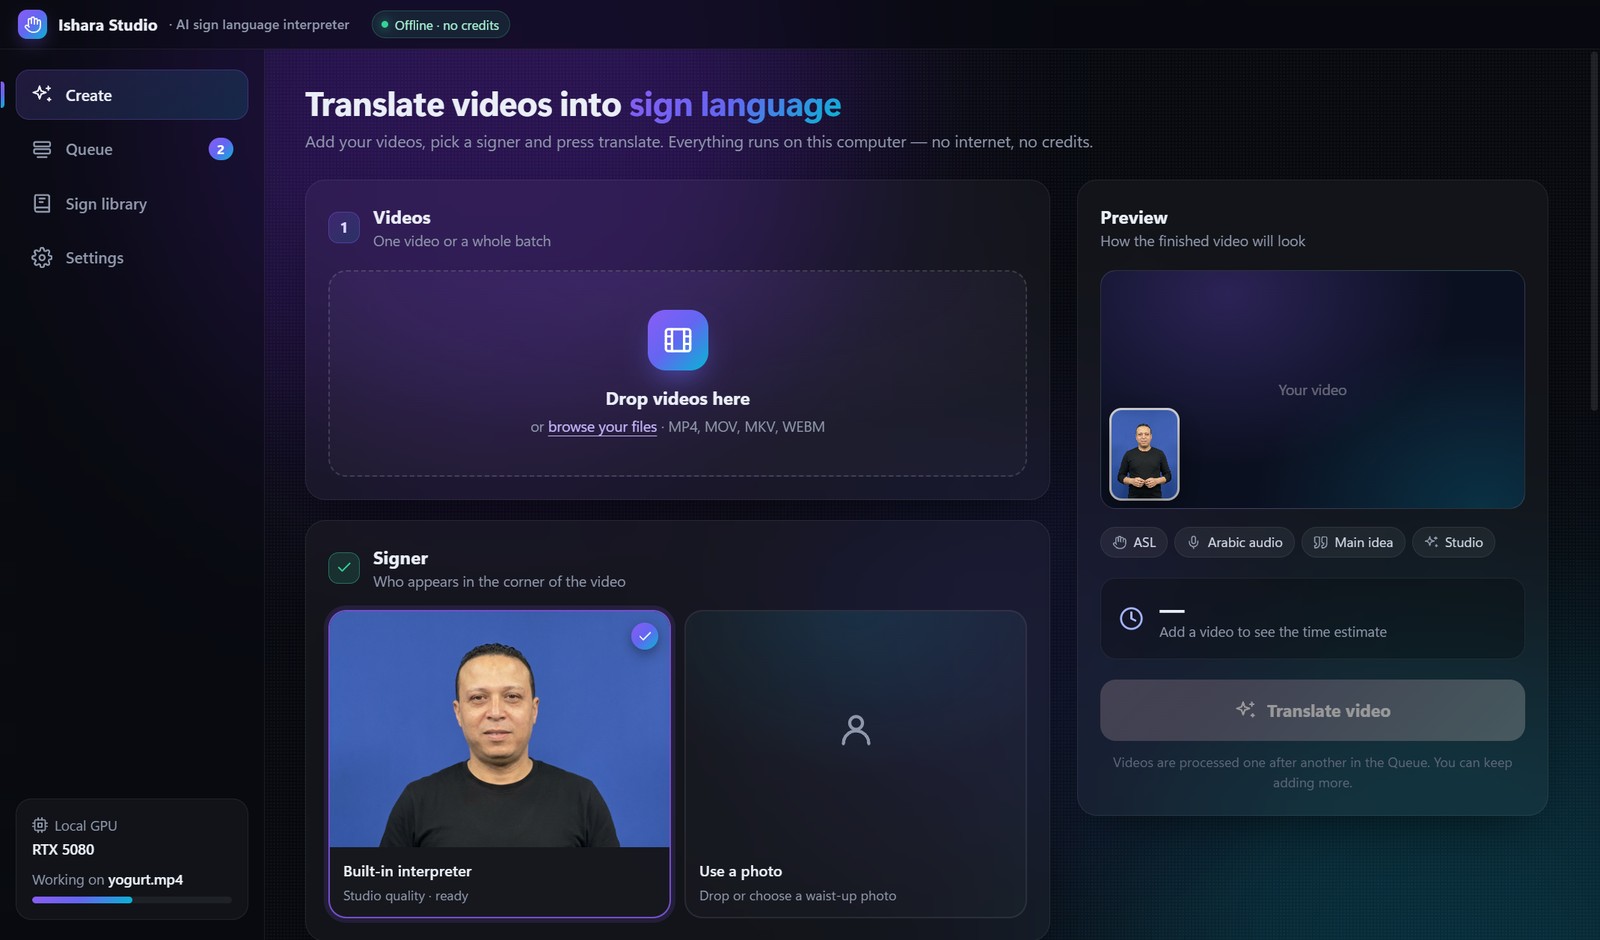 Ishara Studio · AI sign language interpreter
Offline · no credits
Create
Queue 2
Sign library
Settings
Local GPU
RTX 5080
Working on yogurt.mp4
Translate videos into sign language
Add your videos, pick a signer and press translate. Everything runs on this computer — no internet, no credits.
1
Videos
One video or a whole batch
Drop videos here
or browse your files · MP4, MOV, MKV, WEBM
Signer
Who appears in the corner of the video
Built-in interpreter
Studio quality · ready
Use a photo
Drop or choose a waist-up photo
Preview
How the finished video will look
Your video
ASL
Arabic audio
Main idea
Studio
—
Add a video to see the time estimate
Translate video
Videos are processed one after another in the Queue. You can keep
adding more.